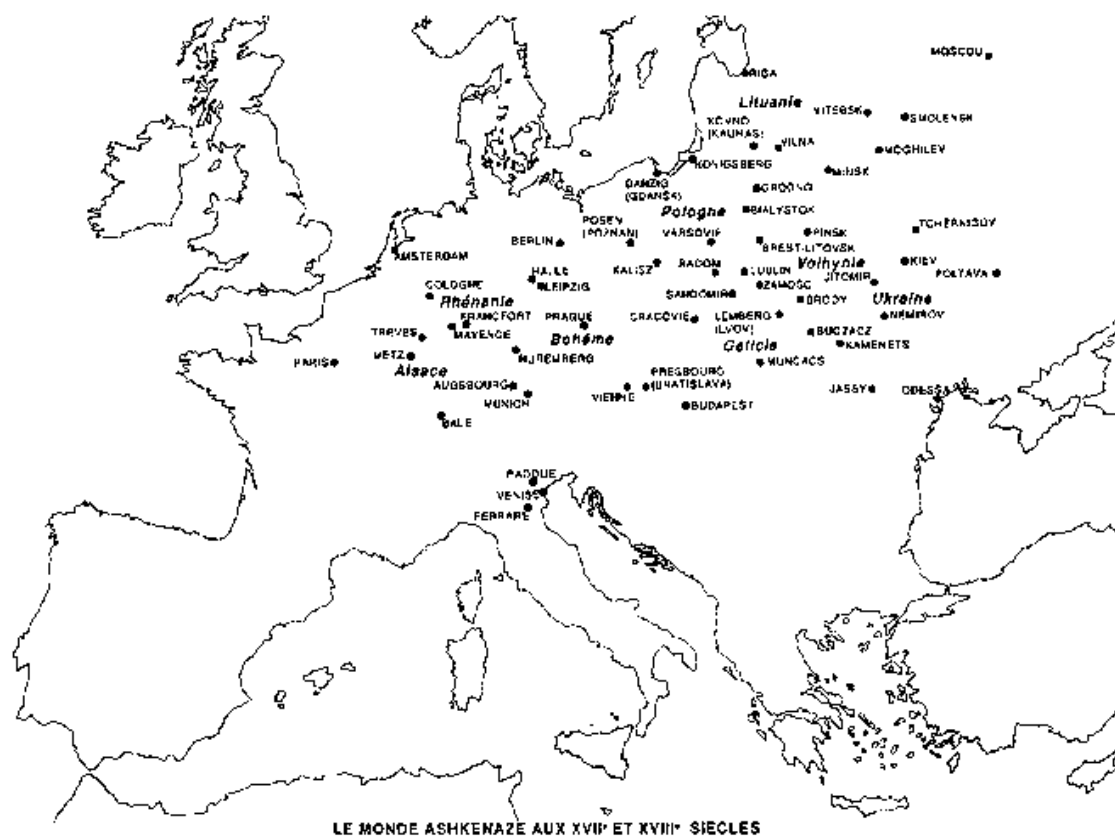 MOSCOU
RIGA
Lituanie
VITEBSK
SMOLENSK
KOVNO
(KAUNAS)
VILNA
MOGHILEV
KONIGSBERG
MINSK
DANZIG
(GDANSK)
GRODNO
Pologne
BIALYSTOK
POSEN
(POZNAN)
VARSOVIE
PINSK
TCHERNIGOV
BERLIN
BREST-LITOVSK
AMSTERDAM
KALISZ
RADOM
LUBLIN
Volhynie
KIEV
JITOMIR
POLTAVA
HALLE
LEIPZIG
ZAMOSC
COLOGNE
Rhénanie
SANDOMIR
BRODY
Ukraine
FRANCFORT
PRAGUE
CRACOVIE
LEMBERG
(LVOV)
NEMIROV
TREVES
MAYENCE
Bohême
BUCZACZ
Galicie
KAMENETS
PARIS
METZ
Alsace
NUREMBERG
MUNCACS
AUGSBOURG
MUNICH
VIENNE
PRESBOURG
(BRATISLAVA)
JASSY
ODESSA
BUDAPEST
BALE
PADOUE
VENISE
FERRARE
LE MONDE ASHKENAZE AUX XVIIe ET XVIIIe SIECLES